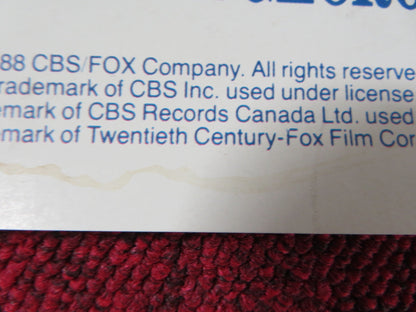 88 CBS/FOX Company. All rights reserve
rademark of CBS Inc. used under license
emark of CBS Records Canada Ltd. used
emark of Twentieth Century-Fox Film Cor